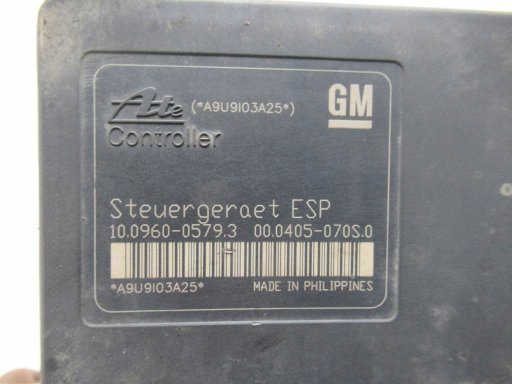 Ate (*A9U9I03A25*) GM
Controller
Steuergeraet ESP
10.0960-0579.3 00.0405-070S.0
*A9U9I03A25* MADE IN PHILIPPINES